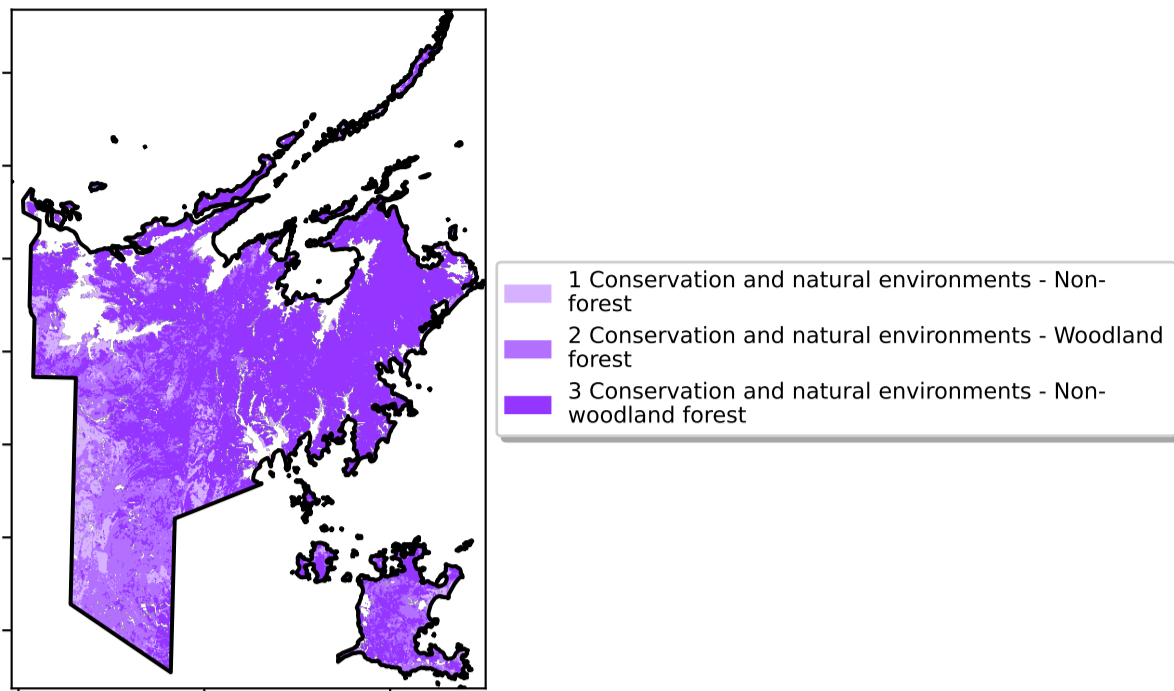 1 Conservation and natural environments - Non-
forest
2 Conservation and natural environments - Woodland
forest
3 Conservation and natural environments - Non-
woodland forest